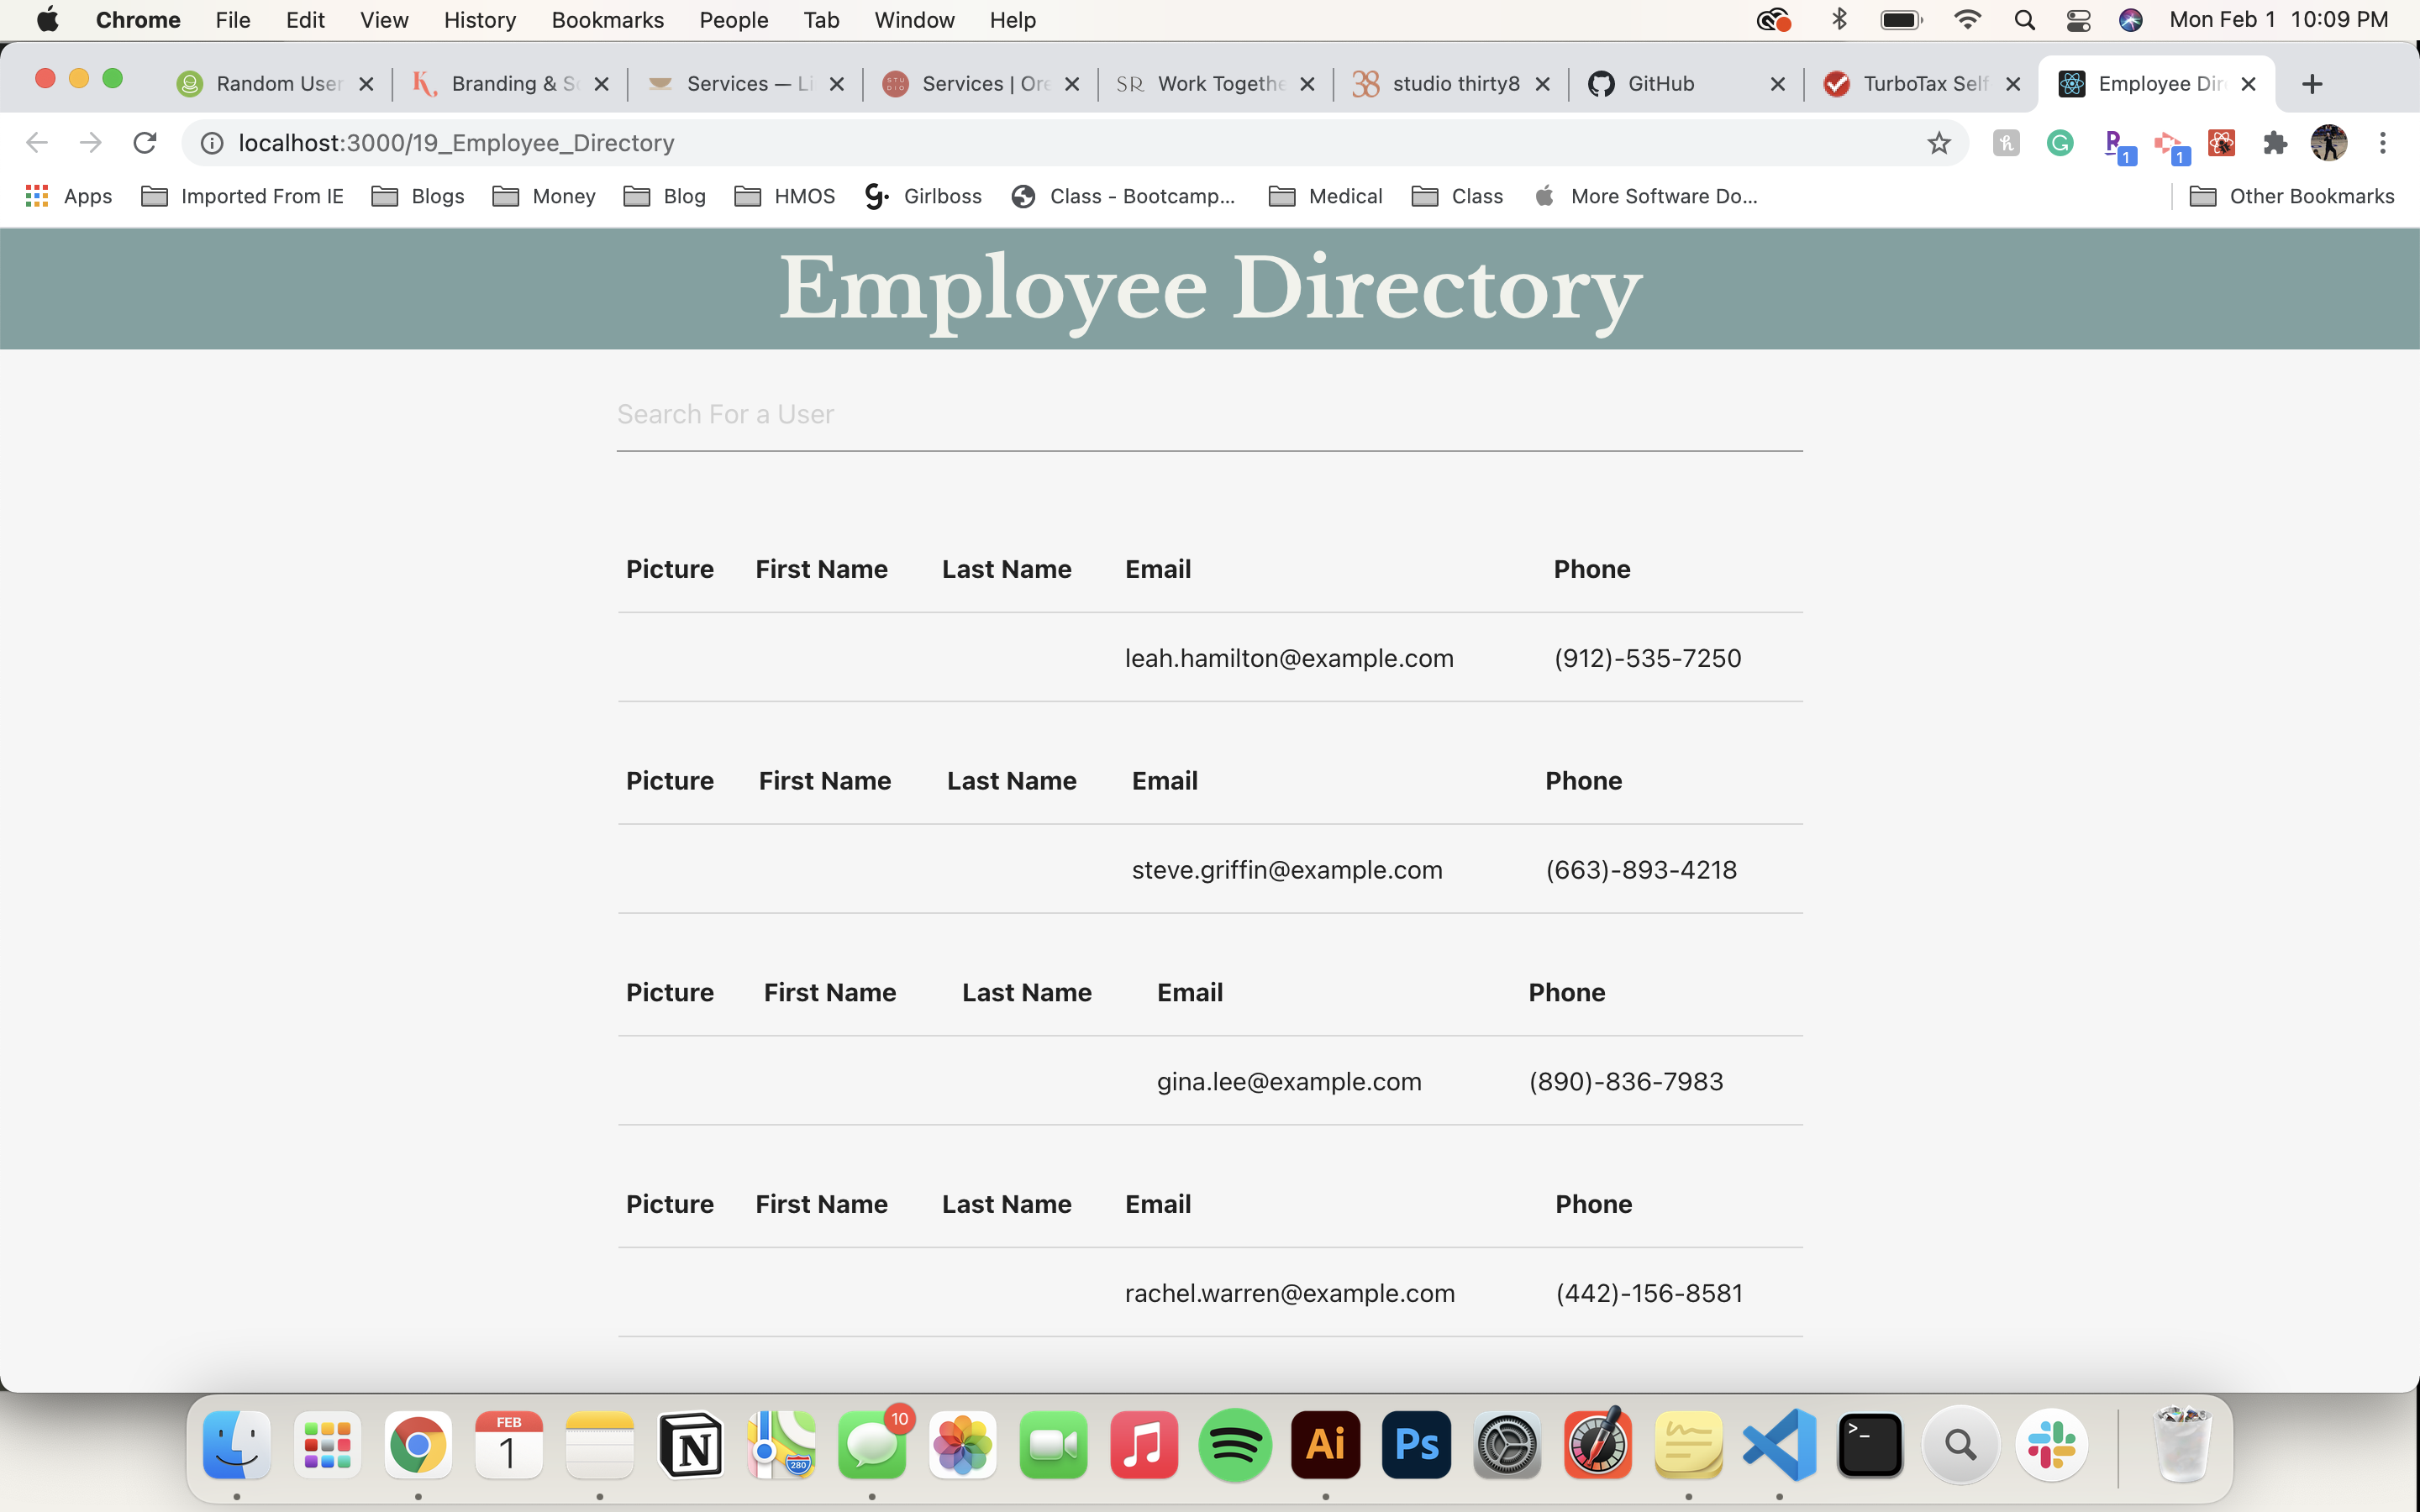 Chrome File Edit View History Bookmarks People Tab Window Help Mon Feb 1 10:09 PM
Random User Branding & S Services — Li Services | Ore SR Work Togethe 38 studio thirty8 GitHub TurboTax Self Employee Dir
localhost:3000/19_Employee_Directory
Apps Imported From IE Blogs Money Blog HMOS Girlboss Class - Bootcamp... Medical Class More Software Do... Other Bookmarks
Employee Directory
Search For a User
Picture First Name Last Name Email Phone
leah.hamilton@example.com (912)-535-7250
Picture First Name Last Name Email Phone
steve.griffin@example.com (663)-893-4218
Picture First Name Last Name Email Phone
gina.lee@example.com (890)-836-7983
Picture First Name Last Name Email Phone
rachel.warren@example.com (442)-156-8581
FEB 10
1 N 280 Ai Ps >_